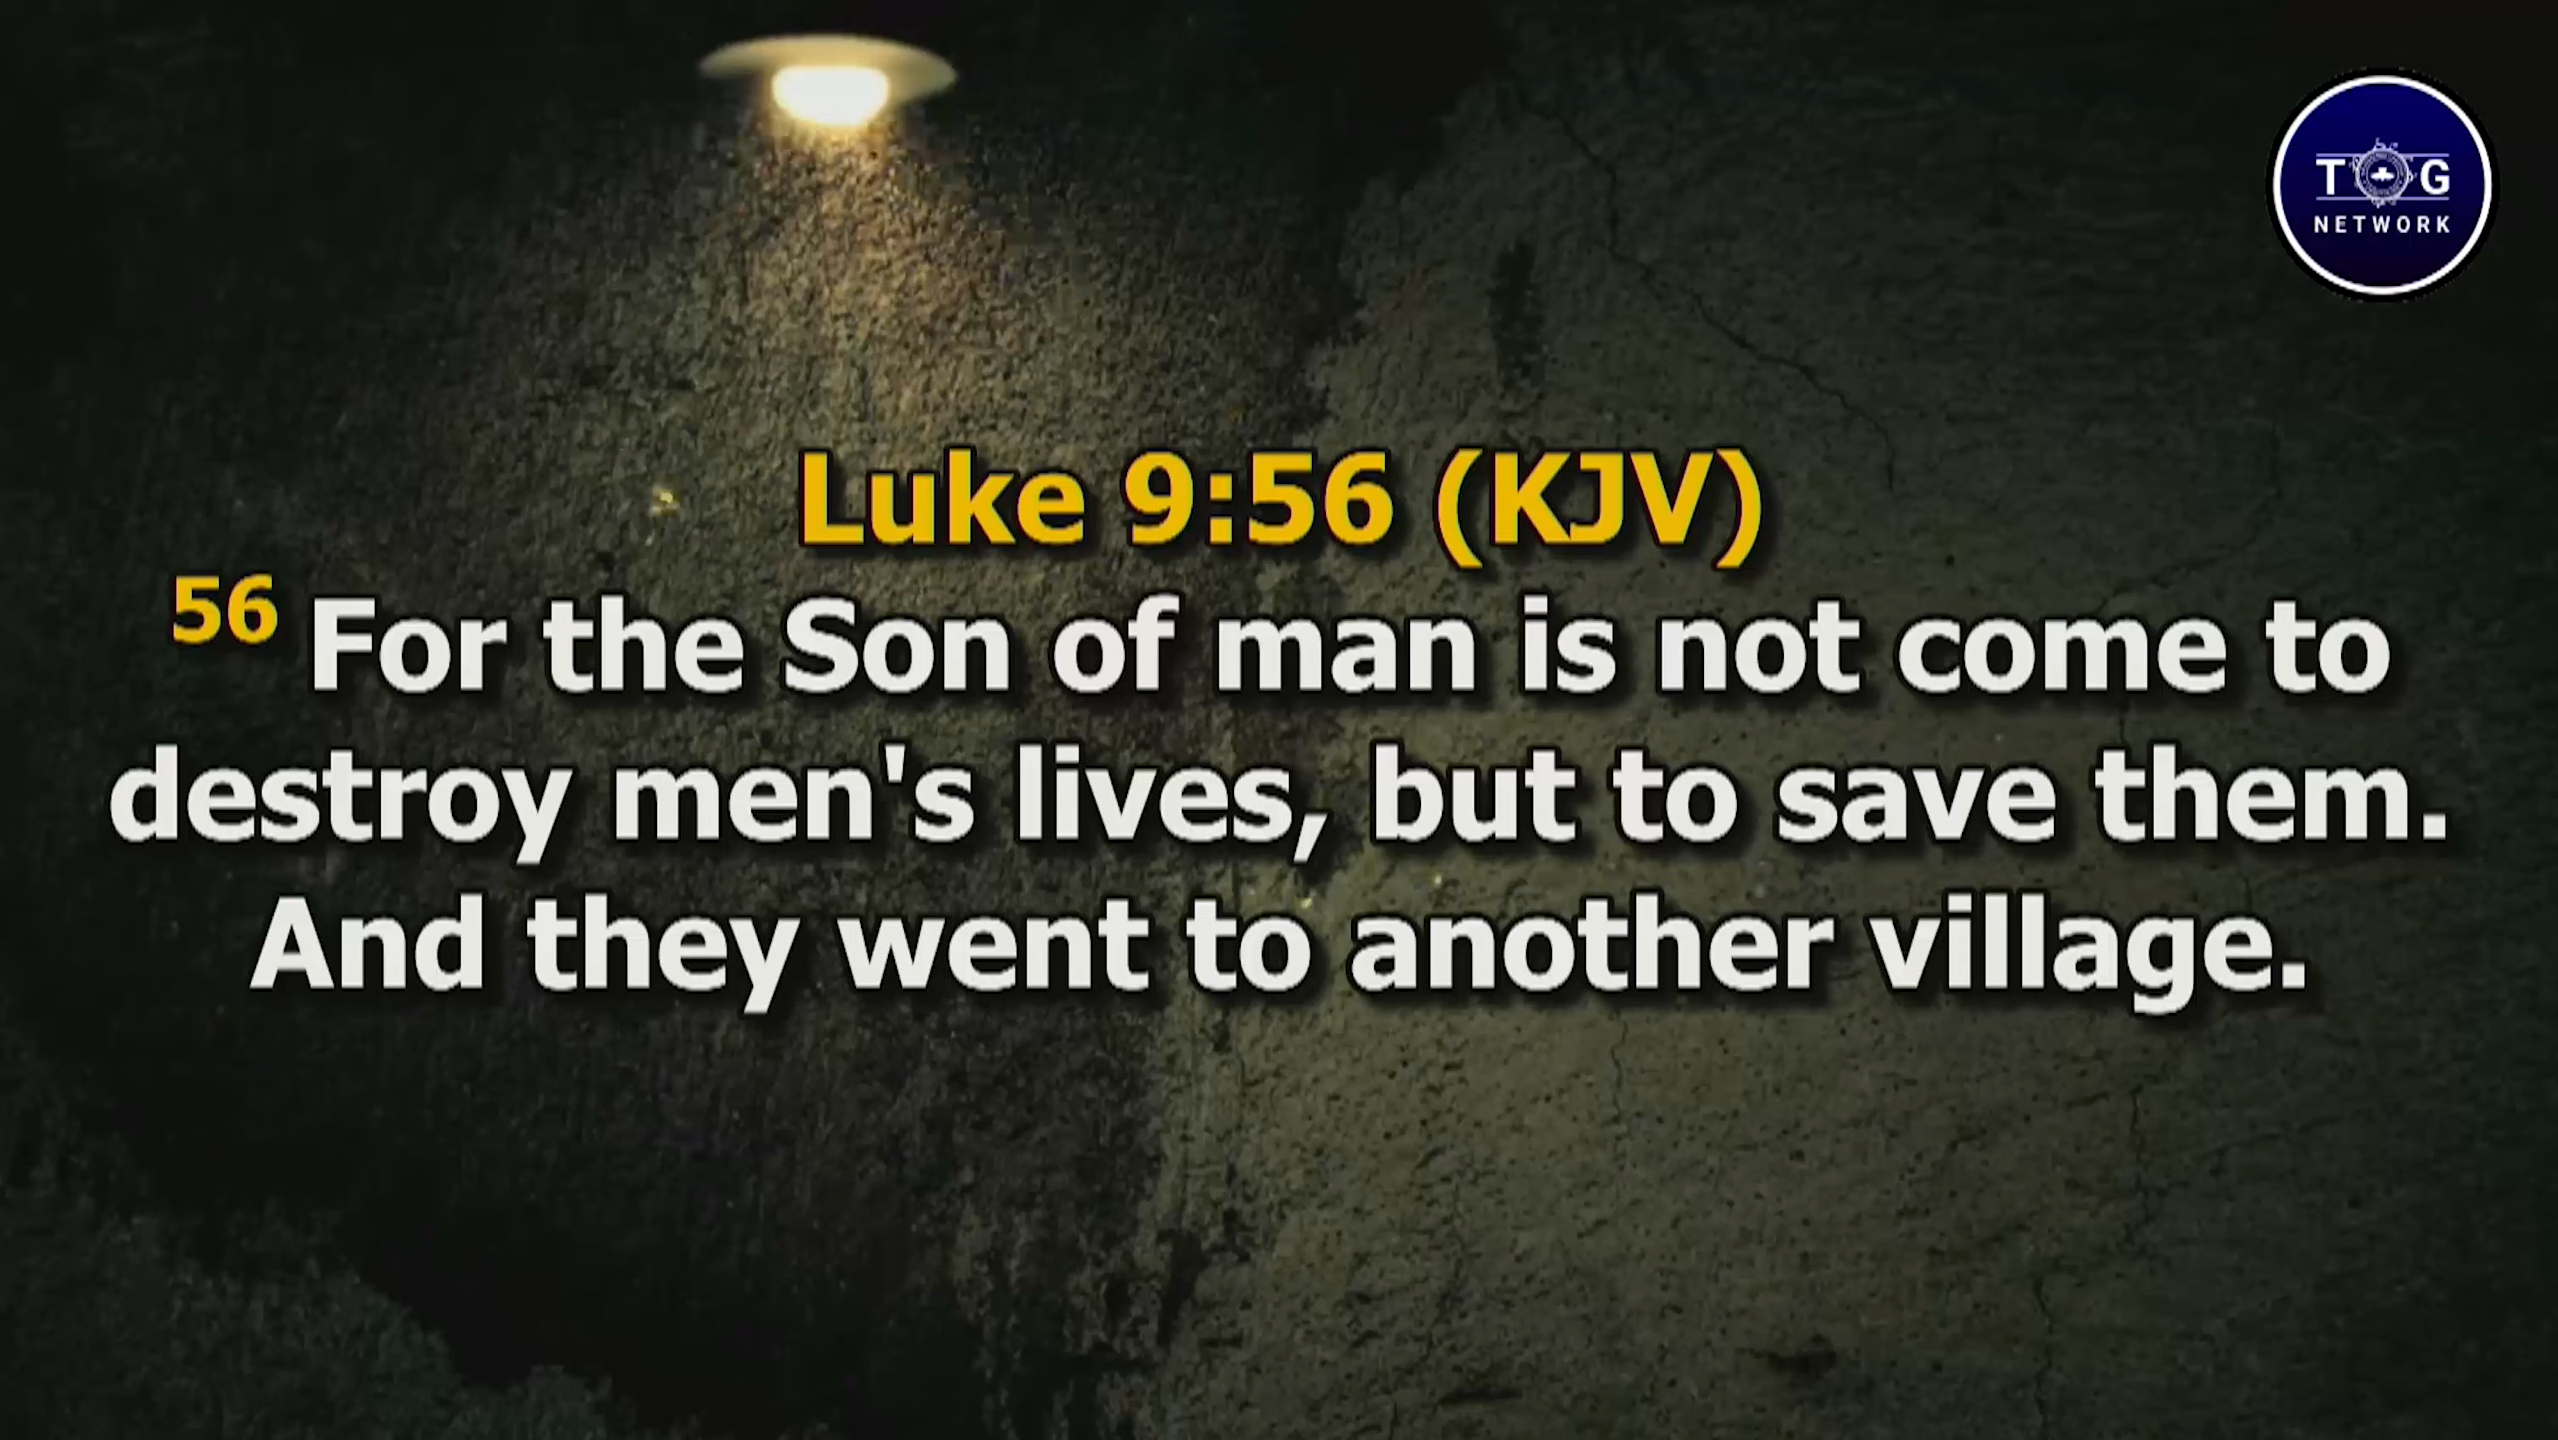 T G
NETWORK
Luke 9:56 (KJV)
56 For the Son of man is not come to
destroy men's lives, but to save them.
And they went to another village.